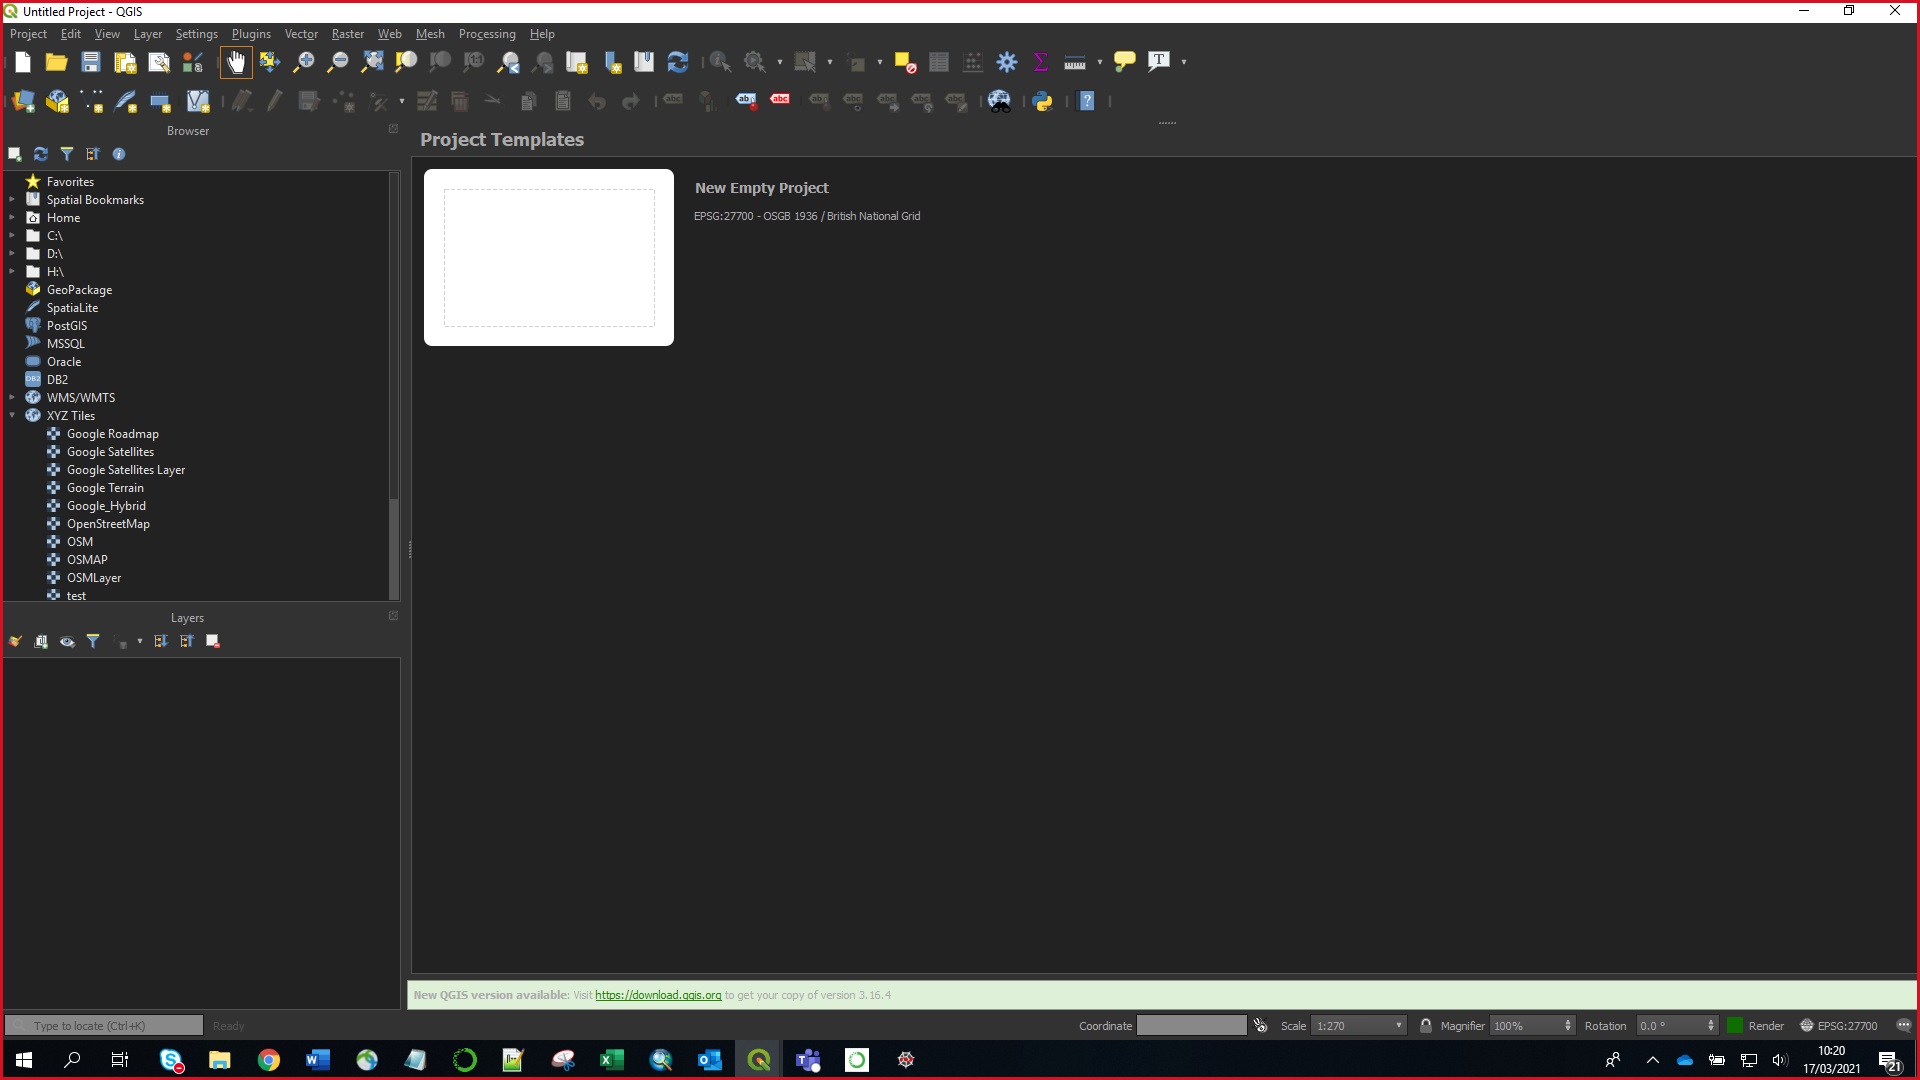 Untitled Project - QGIS
Project Edit View Layer Settings Plugins Vector Raster Web Mesh Processing Help
Browser
Project Templates
Favorites
Spatial Bookmarks
Home
C:\
D:\
H:\
GeoPackage
SpatiaLite
PostGIS
MSSQL
Oracle
DB2 DB2
WMS/WMTS
XYZ Tiles
Google Roadmap
Google Satellites
Google Satellites Layer
Google Terrain
Google_Hybrid
OpenStreetMap
OSM
OSMAP
OSMLayer
test
New Empty Project
EPSG:27700 - OSGB 1936 / British National Grid
Layers
New QGIS version available: Visit https://download.qgis.org to get your copy of version 3.16.4
Type to locate (Ctrl+K) Ready Coordinate Scale 1:270 Magnifier 100% Rotation 0.0 ° Render EPSG:27700
10:20
17/03/2021
21